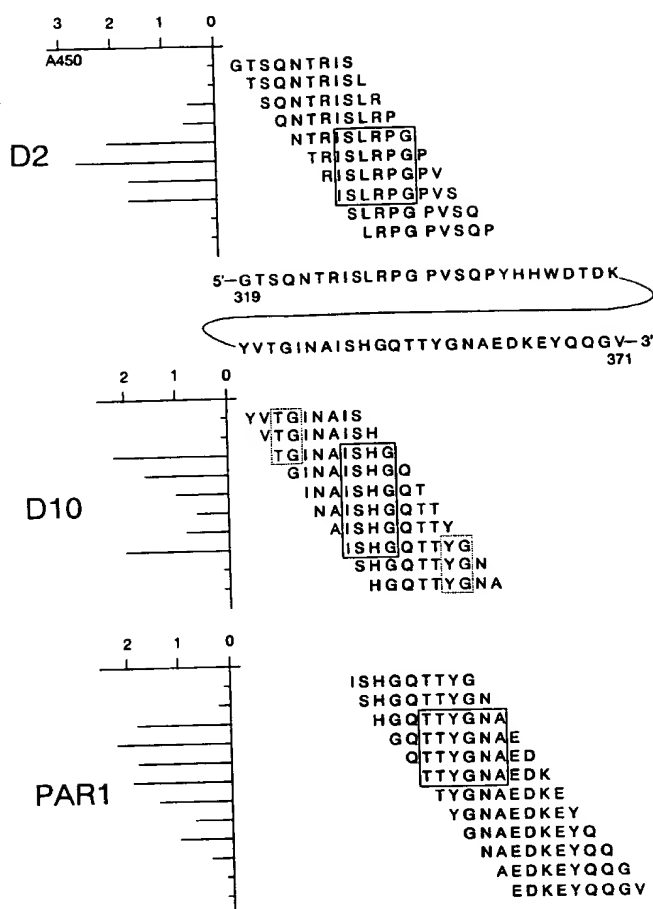 3 2 1 0
A450
D2
GTSQNTRIS
TSQNTRISL
SQNTRISLR
QNTRISLRP
NTRISLRPG
TRISLRPGP
RISLRPGPV
ISLRPGPVS
SLRPGPVSQ
LRPGPVSQP
5'–GTSQNTRISLRPGPVSQPYHHWDTDK
319
YVTGINAISHGQTTYGNAEDKEYQQGV–3'
371
2 1 0
D10
YVTGINAIS
VTGINAISH
TGINAISHG
GINAISHGQ
INAISHGQT
NAISHGQTT
AISHGQTTY
ISHGQTTYG
SHGQTTYGN
HGQTTYGNA
2 1 0
PAR1
ISHGQTTYG
SHGQTTYGN
HGQTTYGNA
GQTTYGNAE
QTTYGNAED
TTYGNAEDK
TYGNAEDKE
YGNAEDKEY
GNAEDKEYQ
NAEDKEYQQ
AEDKEYQQG
EDKEYQQGV